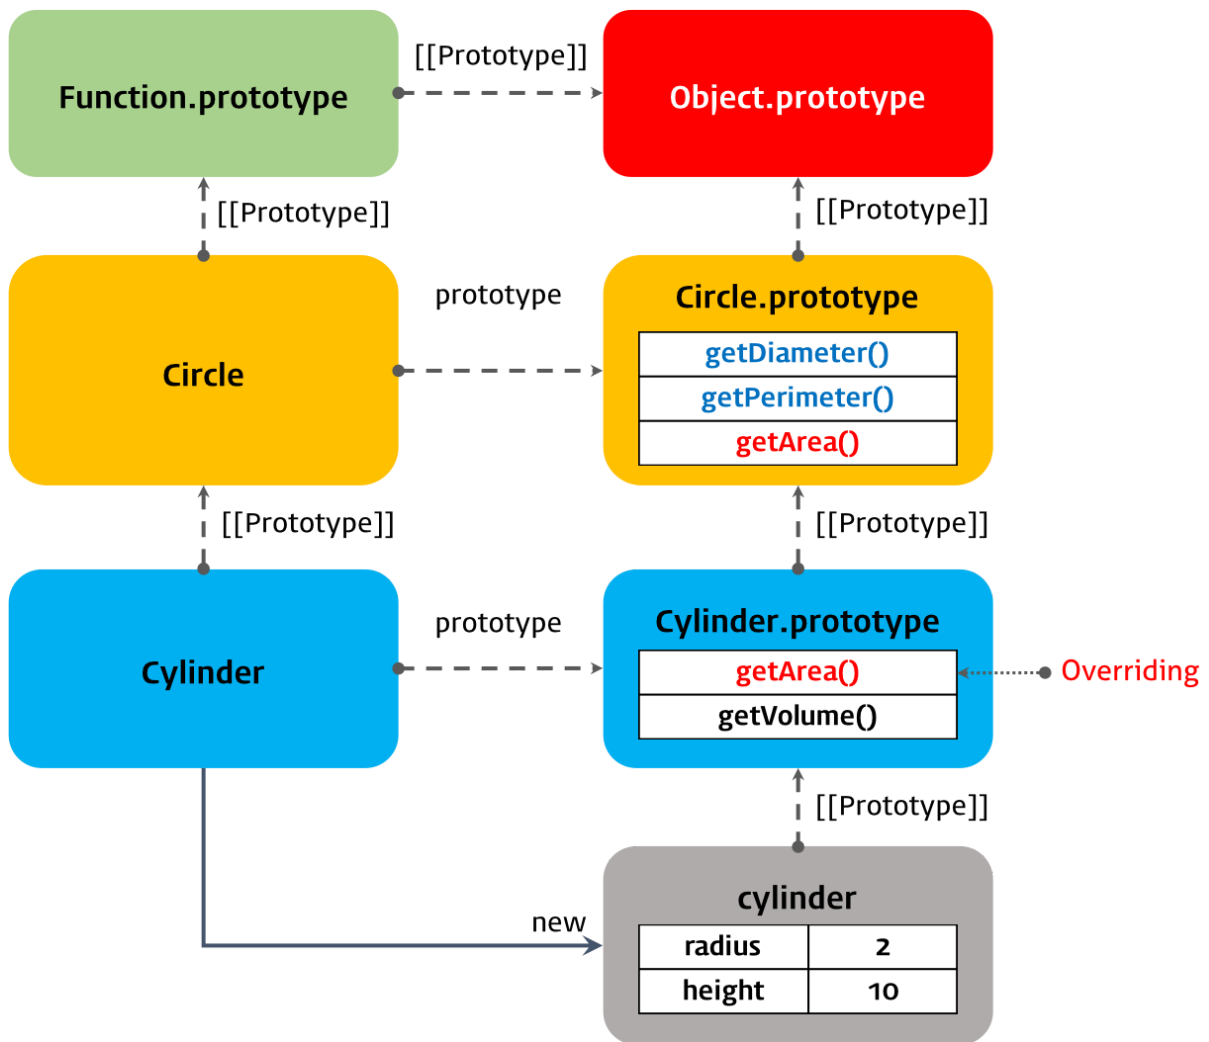 [[Prototype]]
Function.prototype
Object.prototype
[[Prototype]]
[[Prototype]]
prototype
Circle.prototype
getDiameter()
Circle
getPerimeter()
getArea()
[[Prototype]]
[[Prototype]]
prototype
Cylinder.prototype
Cylinder
getArea()
Overriding
getVolume()
[[Prototype]]
cylinder
new
radius 2
height 10